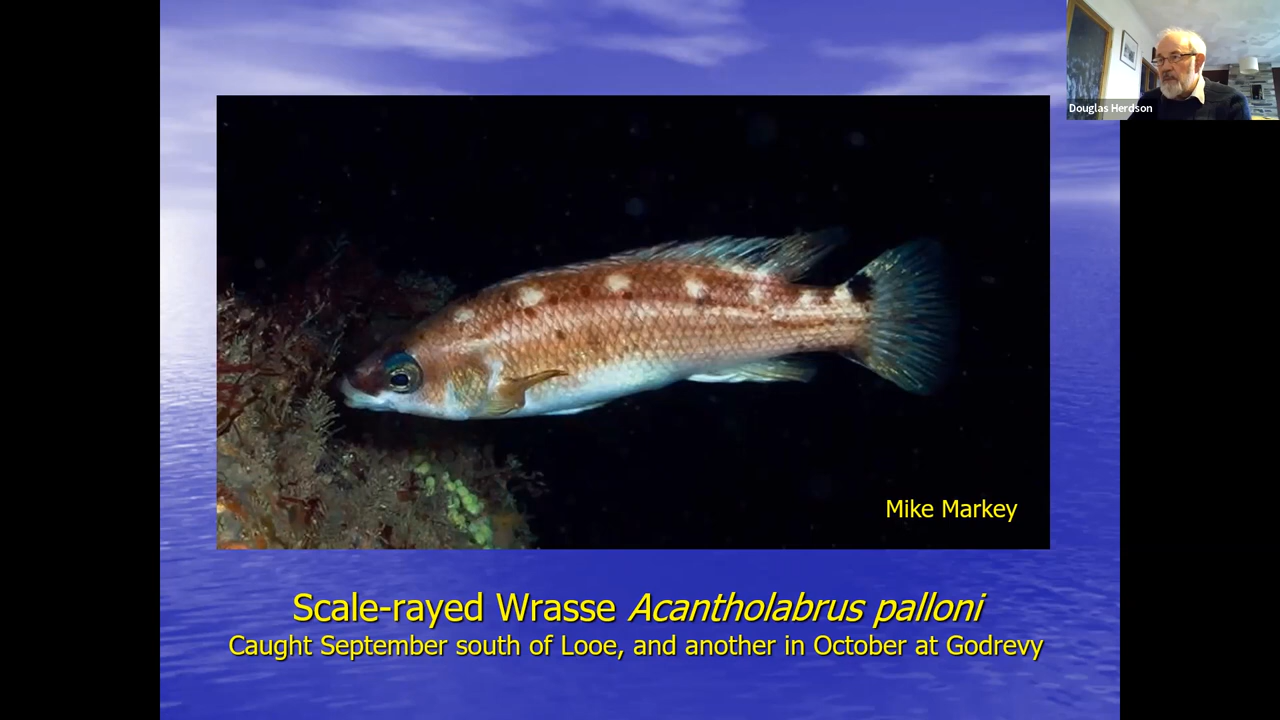 Douglas Herdson
Mike Markey
Scale-rayed Wrasse Acantholabrus palloni
Caught September south of Looe, and another in October at Godrevy